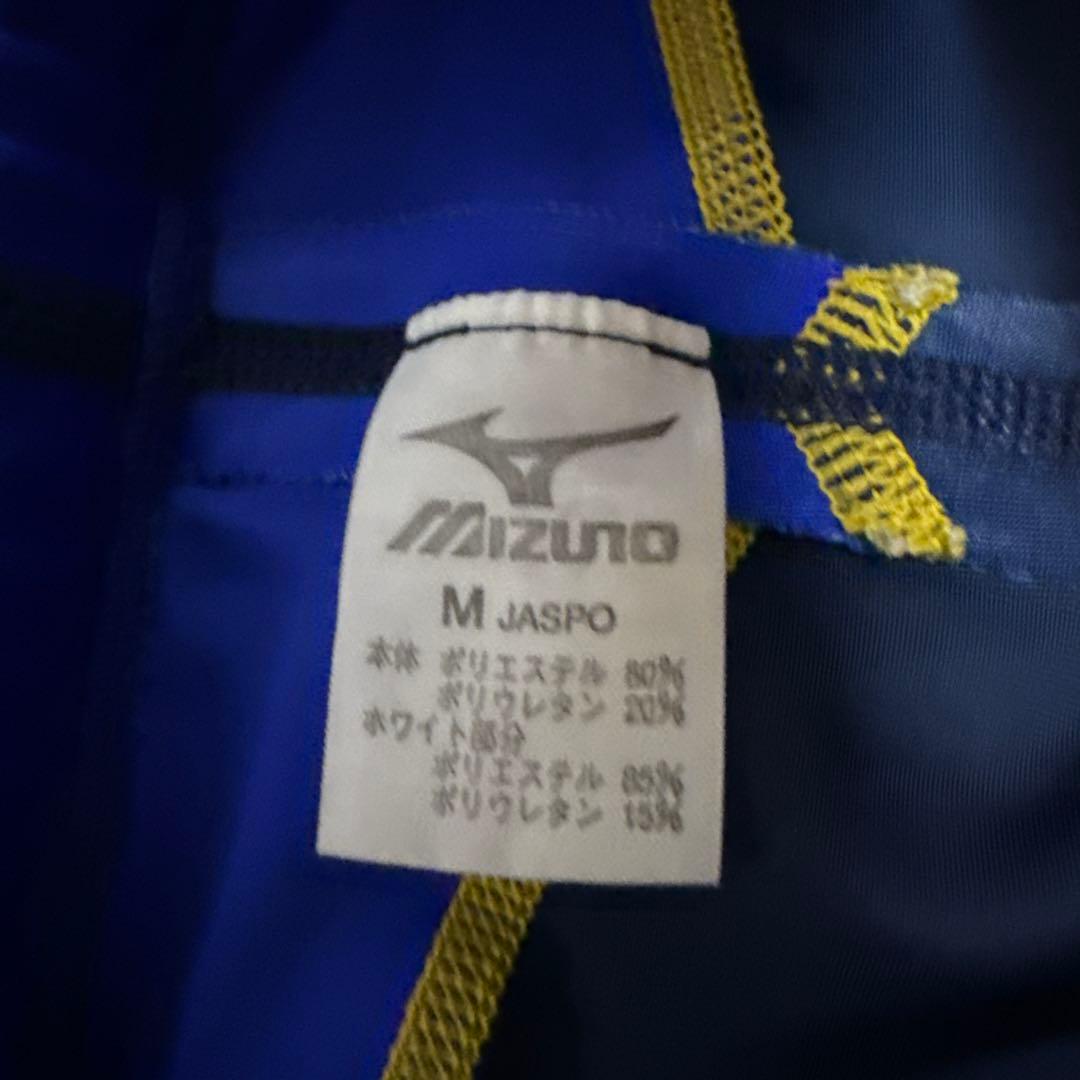 MIZUNO
M JASPO
本体 ポリエステル 80%
ポリウレタン 20%
ホワイト部分
ポリエステル 85%
ポリウレタン 15%